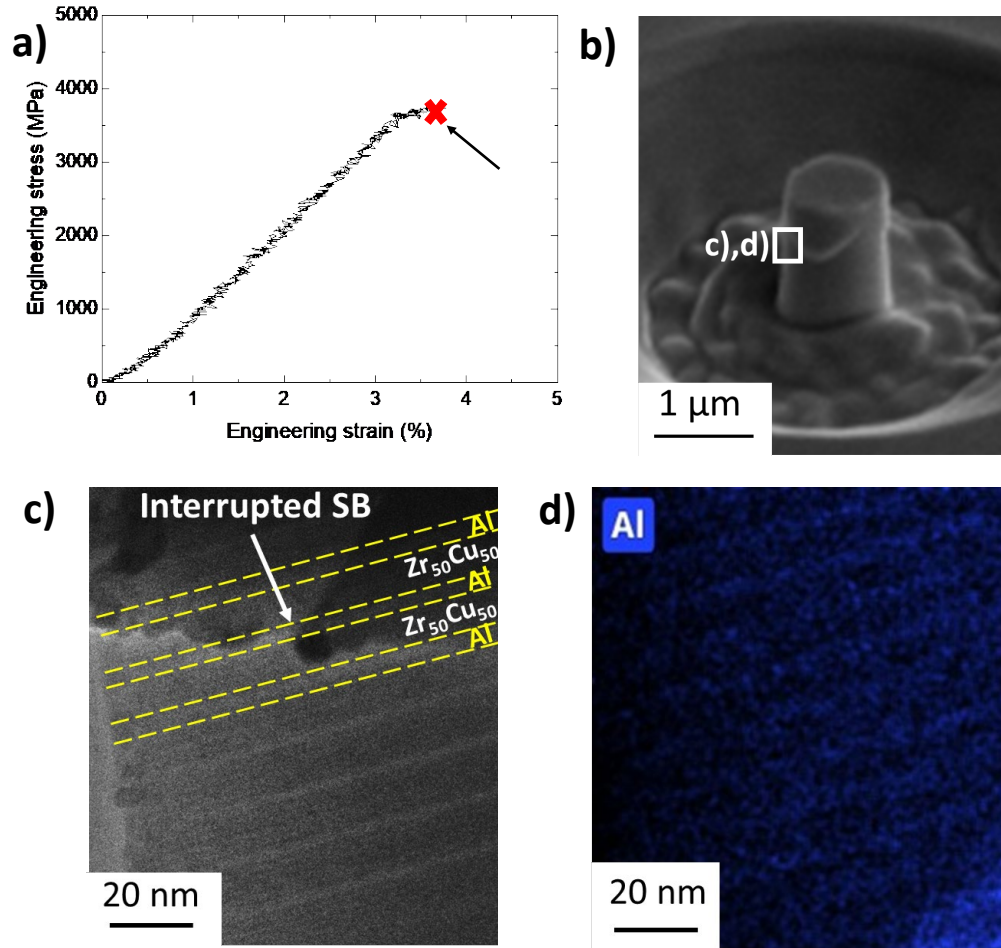 a)
5000
4000
3000
2000
1000
0
Engineering stress (MPa)
0 1 2 3 4 5
Engineering strain (%)
b)
c),d)
1 µm
c)
Interrupted SB
Al
Zr₅₀Cu₅₀
Al
Zr₅₀Cu₅₀
Al
20 nm
d)
Al
20 nm